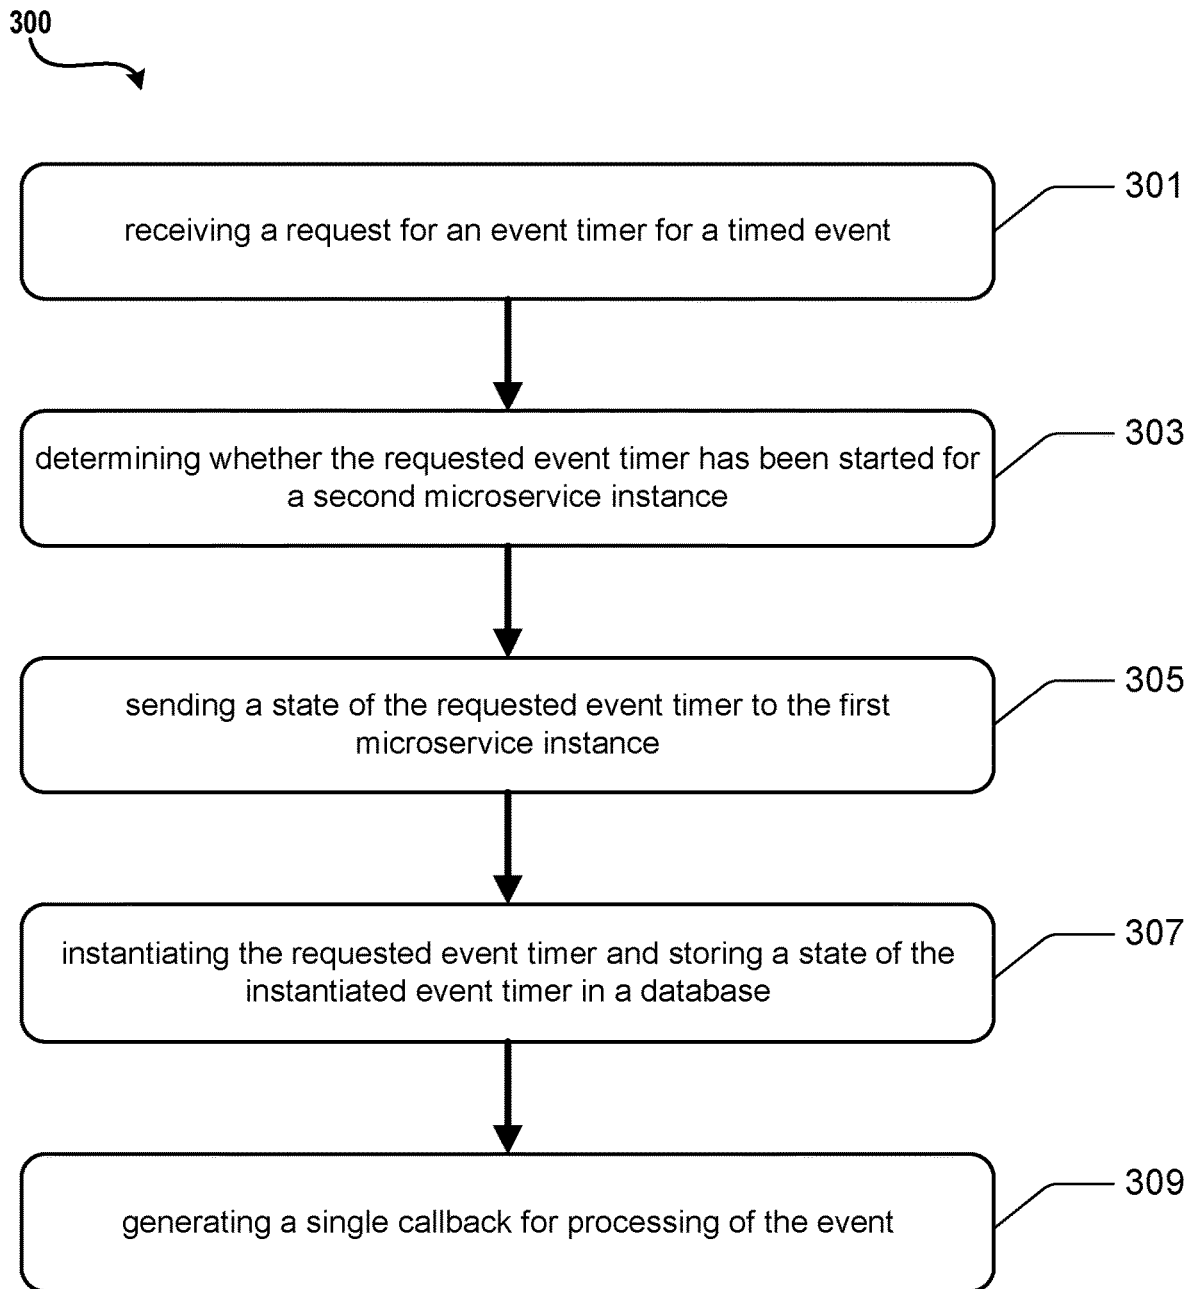 300
receiving a request for an event timer for a timed event
301
determining whether the requested event timer has been started for
a second microservice instance
303
sending a state of the requested event timer to the first
microservice instance
305
instantiating the requested event timer and storing a state of the
instantiated event timer in a database
307
generating a single callback for processing of the event
309